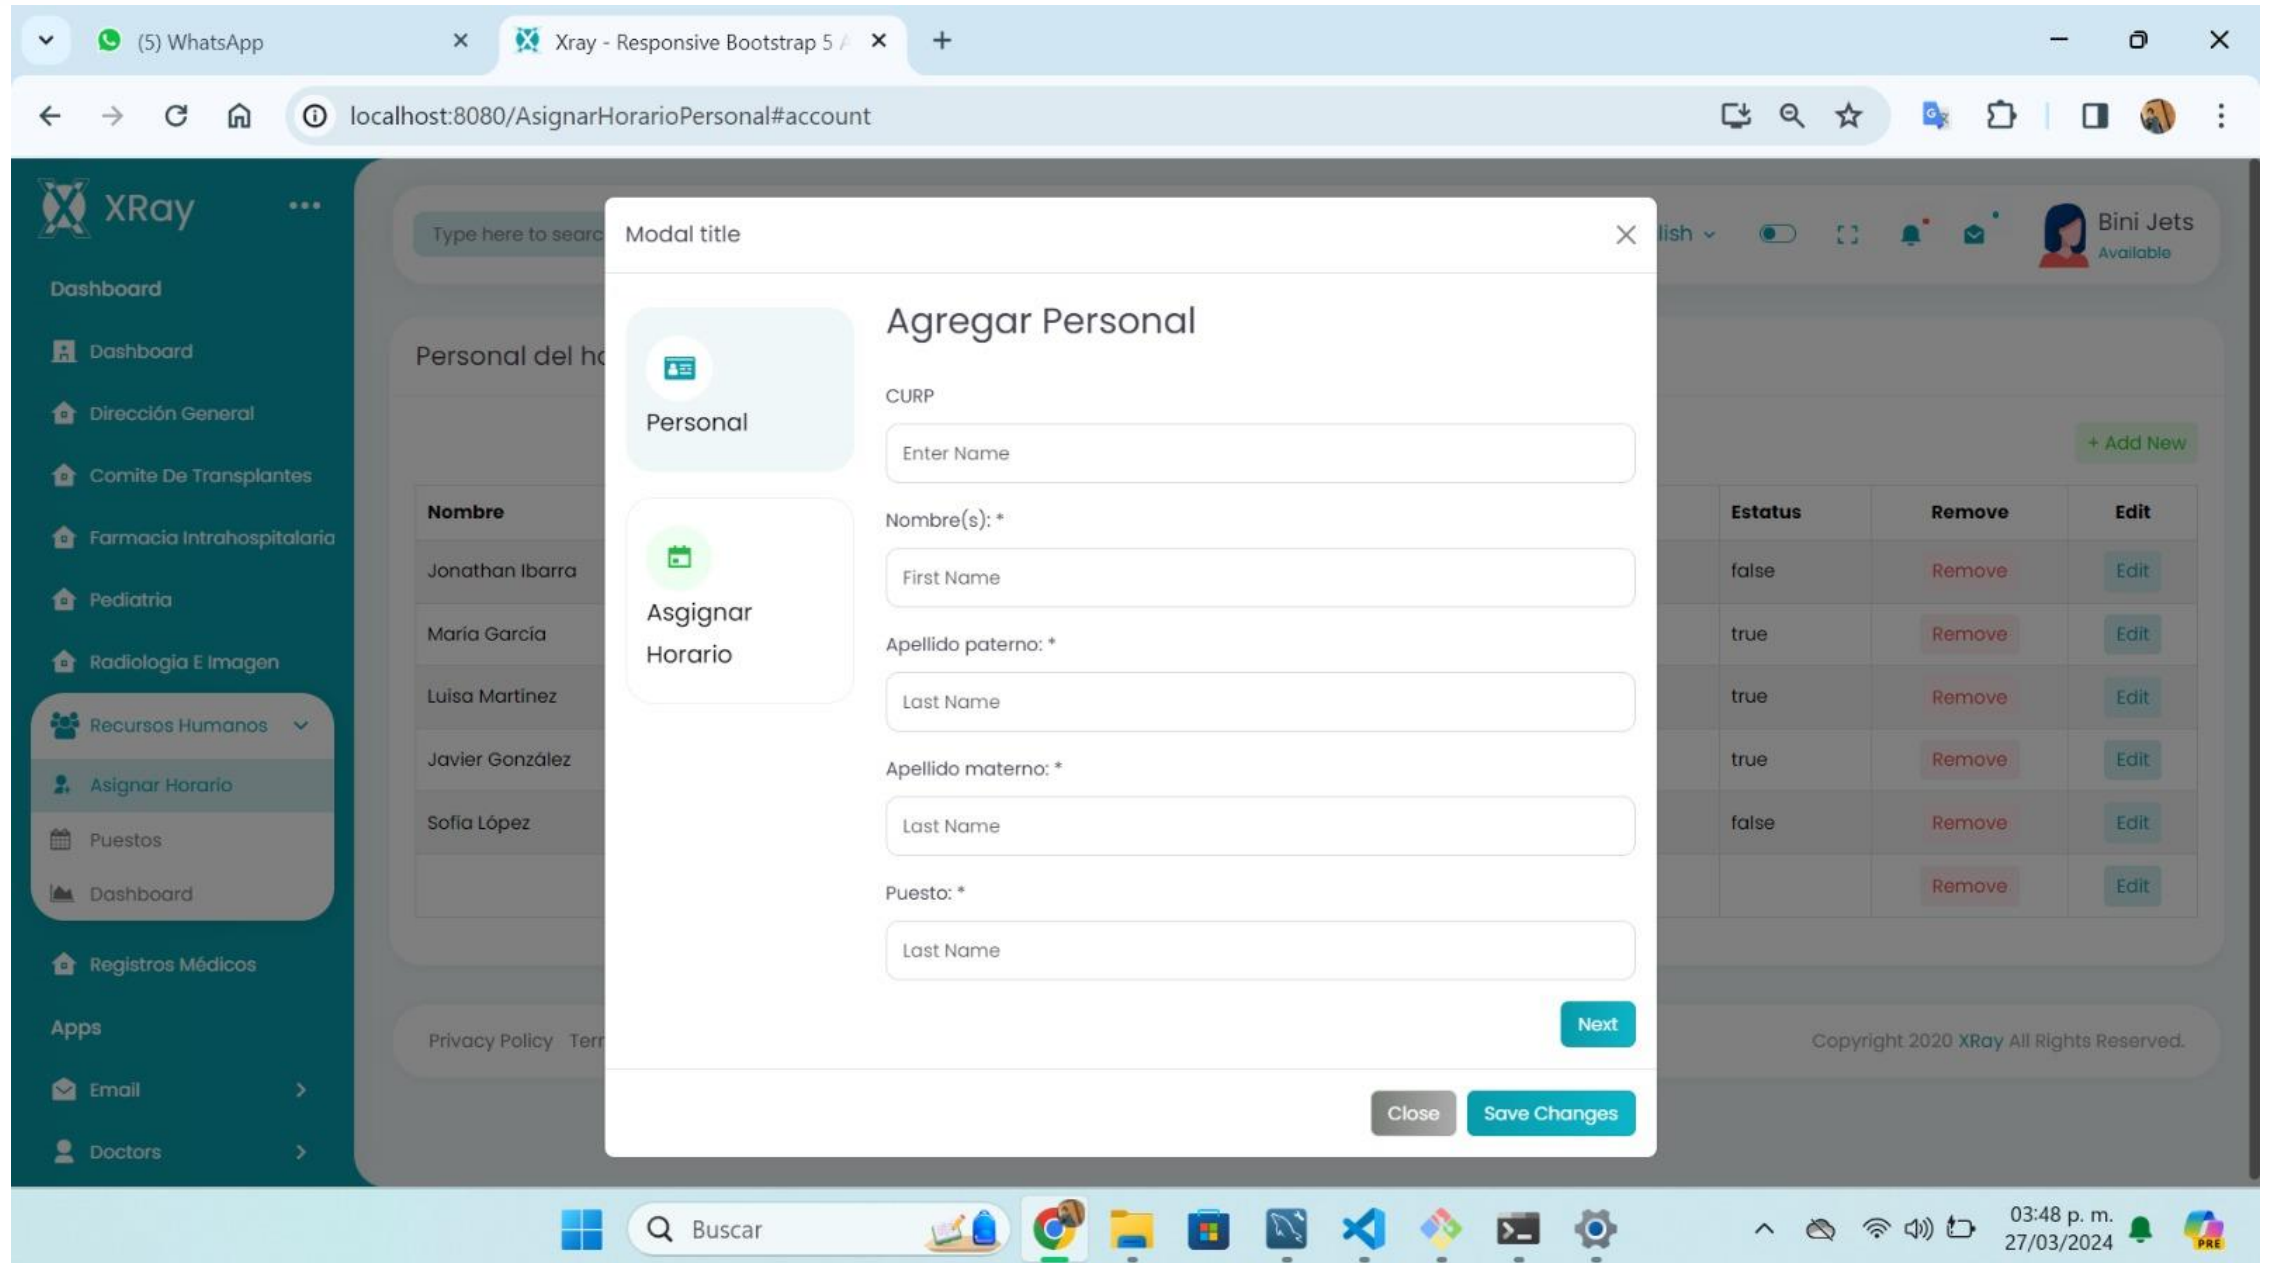 (5) WhatsApp
Xray - Responsive Bootstrap 5
localhost:8080/AsignarHorarioPersonal#account
XRay
Dashboard
Dashboard
Dirección General
Comite De Transplantes
Farmacia Intrahospitalaria
Pediatria
Radiologia E Imagen
Recursos Humanos
Asignar Horario
Puestos
Dashboard
Registros Médicos
Apps
Email
Doctors
Type here to searc
lish
Bini Jets
Available
Personal del ho
+ Add New
Nombre Estatus Remove Edit
Jonathan Ibarra false Remove Edit
María García true Remove Edit
Luisa Martínez true Remove Edit
Javier González true Remove Edit
Sofía López false Remove Edit
Remove Edit
Privacy Policy Terr
Copyright 2020 XRay All Rights Reserved.
Modal title
Personal
Asgignar
Horario
Agregar Personal
CURP
Enter Name
Nombre(s): *
First Name
Apellido paterno: *
Last Name
Apellido materno: *
Last Name
Puesto: *
Last Name
Next
Close Save Changes
Buscar
03:48 p. m.
27/03/2024
PRE